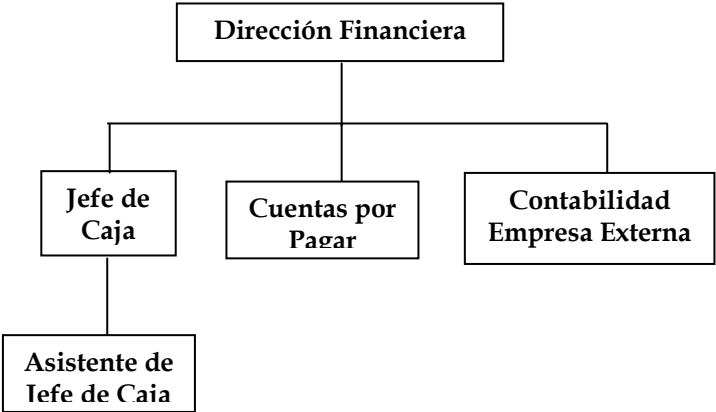 Dirección Financiera
Jefe de
Caja
Cuentas por
Pagar
Contabilidad
Empresa Externa
Asistente de
Jefe de Caja